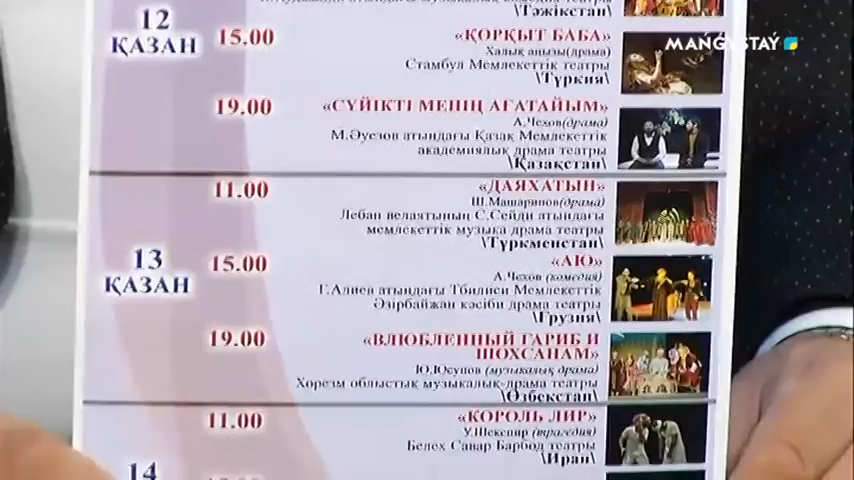 \Тәжікстан\
12
ҚАЗАН
15.00
«ҚОРҚЫТ БАБА»
Халық аңызы(драма)
Стамбул Мемлекеттік театры
\Түркия\
MAŃǴYSTAÝ
19.00
«СҮЙІКТІ МЕНІҢ АҒАТАЙЫМ»
А.Чехов(драма)
М.Әуезов атындағы Қазақ Мемлекеттік
академиялық драма театры
\Қазақстан\
11.00
«ДАЯХАТЫН»
Ш.Машарипов(драма)
Лебап велаятының С.Сейди атындағы
мемлекеттік музыка драма театры
\Түркменстан\
13
ҚАЗАН
15.00
«АЮ»
А.Чехов (комедия)
Г.Алиев атындағы Тбилиси Мемлекеттік
Әзірбайжан кәсіби драма театры
\Грузия\
19.00
«ВЛЮБЛЕННЫЙ ГАРИБ И
ШОХСАНАМ»
Ю.Юсупов (музыкалық драма)
Хорезм облыстық музыкалық-драма театры
\Өзбекстан\
11.00
«КОРОЛЬ ЛИР»
У.Шекспир (трагедия)
Белех Савар Барбод театры
\Иран\
14